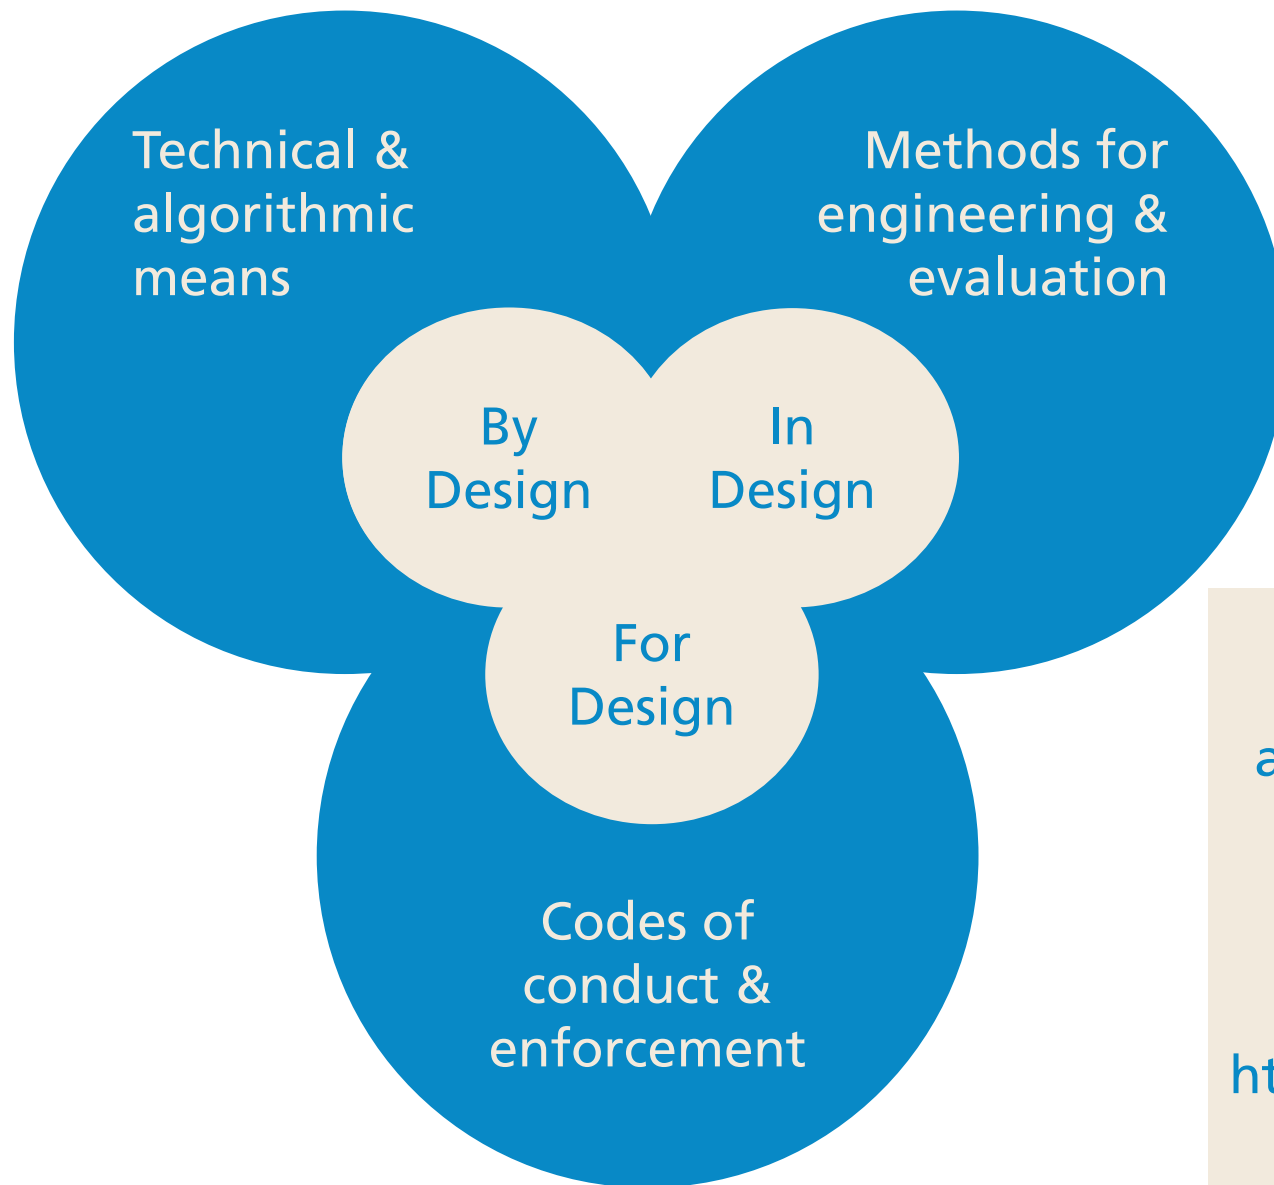 Technical &
algorithmic
means
Methods for
engineering &
evaluation
By
Design
In
Design
For
Design
Codes of
conduct &
enforcement